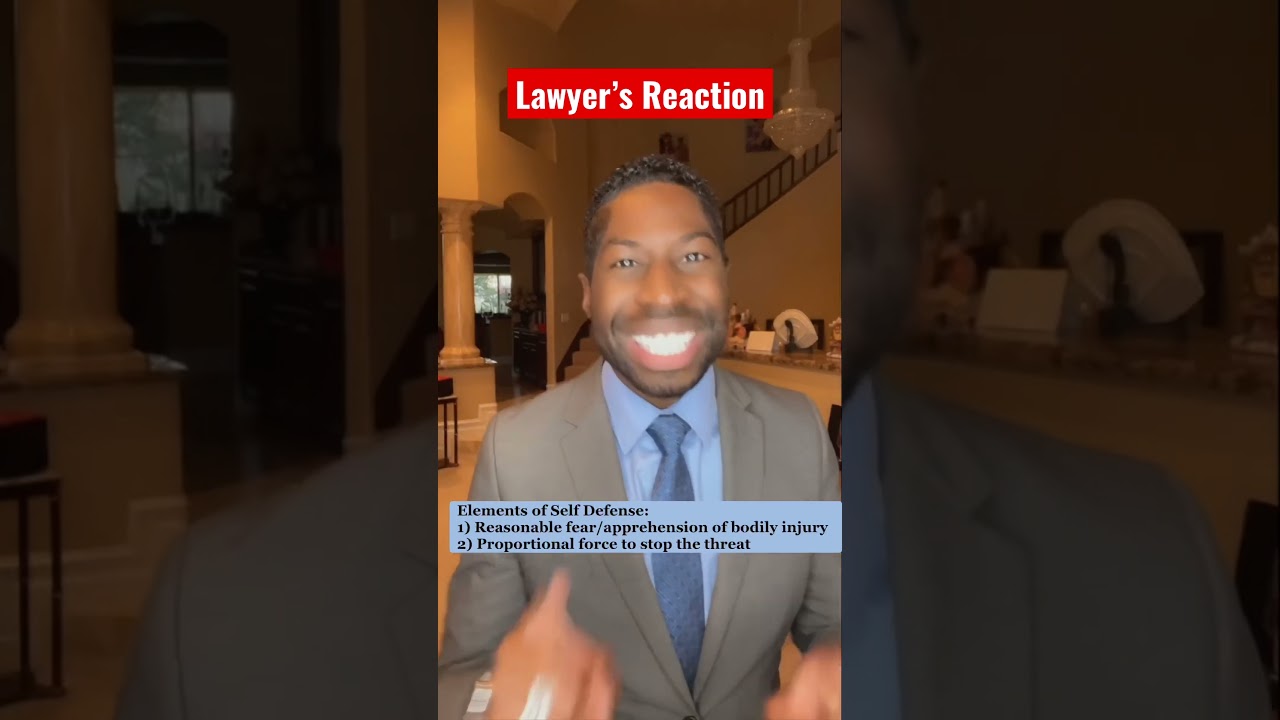 Lawyer’s Reaction
Elements of Self Defense:
1) Reasonable fear/apprehension of bodily injury
2) Proportional force to stop the threat